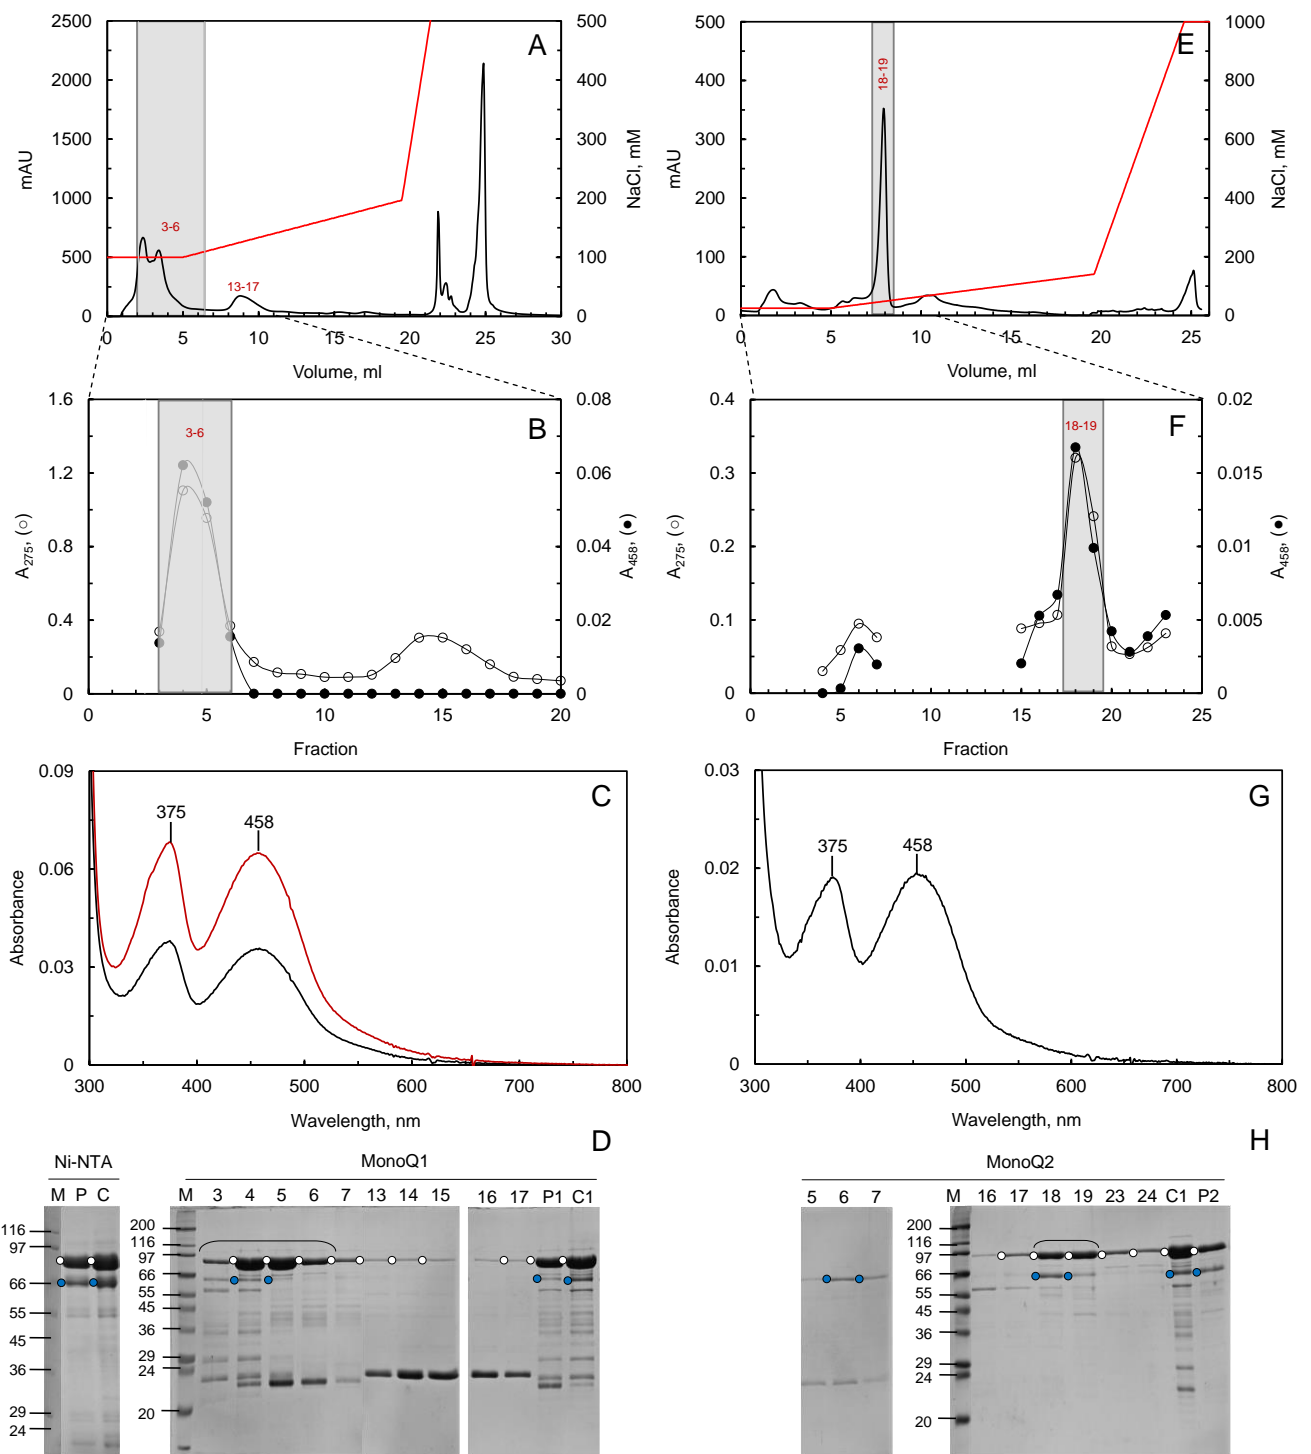 A
2500
2000
1500
1000
500
0
mAU
500
400
300
200
100
0
NaCl, mM
3-6
13-17
0 5 10 15 20 25 30
Volume, ml
E
500
400
300
200
100
0
mAU
1000
800
600
400
200
0
NaCl, mM
18-19
0 5 10 15 20 25
Volume, ml
B
1.6
1.2
0.8
0.4
0
A275, (○)
0.08
0.06
0.04
0.02
0
A458, (●)
3-6
0 5 10 15 20
Fraction
F
0.4
0.3
0.2
0.1
0
A275, (○)
0.02
0.015
0.01
0.005
0
A458, (●)
18-19
0 5 10 15 20 25
Fraction
C
0.09
0.06
0.03
0
Absorbance
375
458
300 400 500 600 700 800
Wavelength, nm
G
0.03
0.02
0.01
0
Absorbance
375
458
300 400 500 600 700 800
Wavelength, nm
D
Ni-NTA
M P C
116
97
66
55
45
36
29
24
MonoQ1
M 3 4 5 6 7 13 14 15 16 17 P1 C1
200
116
97
66
55
45
36
29
24
20
H
MonoQ2
5 6 7 M 16 17 18 19 23 24 C1 P2
200
116
97
66
55
45
36
29
24
20